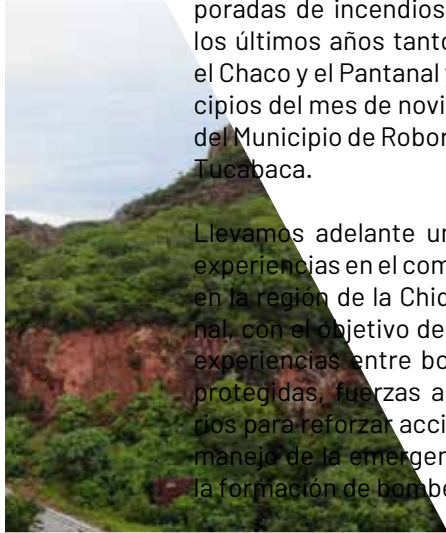 poradas de incendios
los últimos años tanto
el Chaco y el Pantanal
cipios del mes de novi
del Municipio de Robor
Tucabaca.
Llevamos adelante un
experiencias en el com
en la región de la Chiq
nal, con el objetivo de
experiencias entre bo
protegidas, fuerzas a
rios para reforzar acci
manejo de la emergen
la formación de bombe